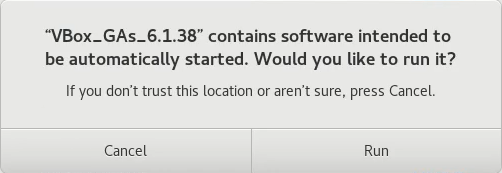 “VBox_GAs_6.1.38” contains software intended to
be automatically started. Would you like to run it?
If you don’t trust this location or aren’t sure, press Cancel.
Cancel
Run